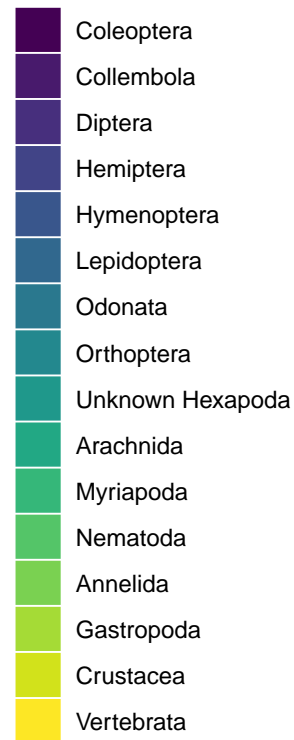 Coleoptera
Collembola
Diptera
Hemiptera
Hymenoptera
Lepidoptera
Odonata
Orthoptera
Unknown Hexapoda
Arachnida
Myriapoda
Nematoda
Annelida
Gastropoda
Crustacea
Vertebrata